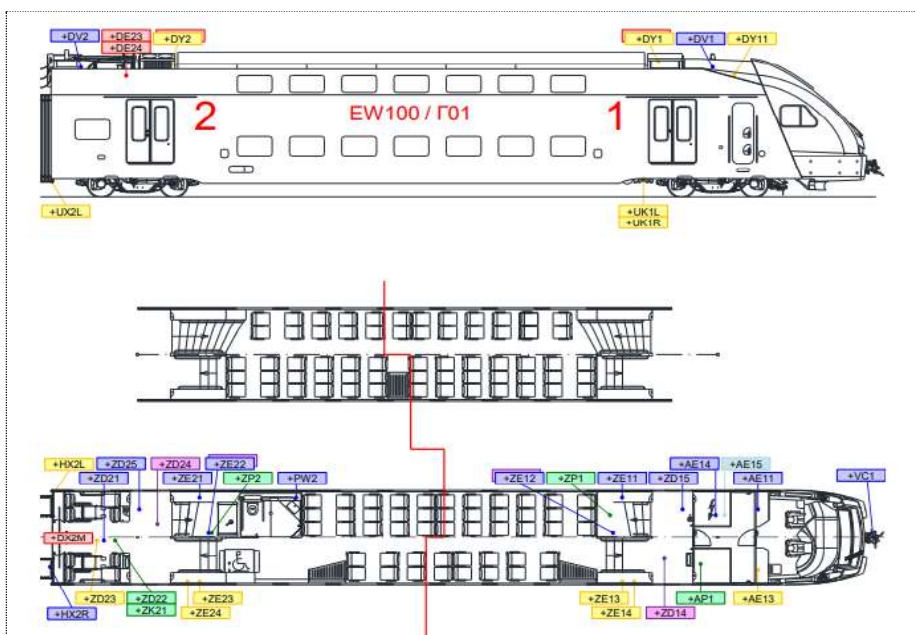 +DV2
+DE23
+DE24
+DY2
+DY1
+DV1
+DY11
2
EW100 / Г01
1
+UX2L
+UK1L
+UK1R
+HX2L
+ZD25
+ZD24
+ZE22
+ZD21
+ZE21
+ZP2
+PW2
+ZE12
+ZP1
+ZE11
+ZD15
+AE14
+AE15
+AE11
+VC1
+DX2M
+ZD23
+ZD22
+ZK21
+HX2R
+ZE23
+ZE24
+ZE13
+ZE14
+ZD14
+AP1
+AE13